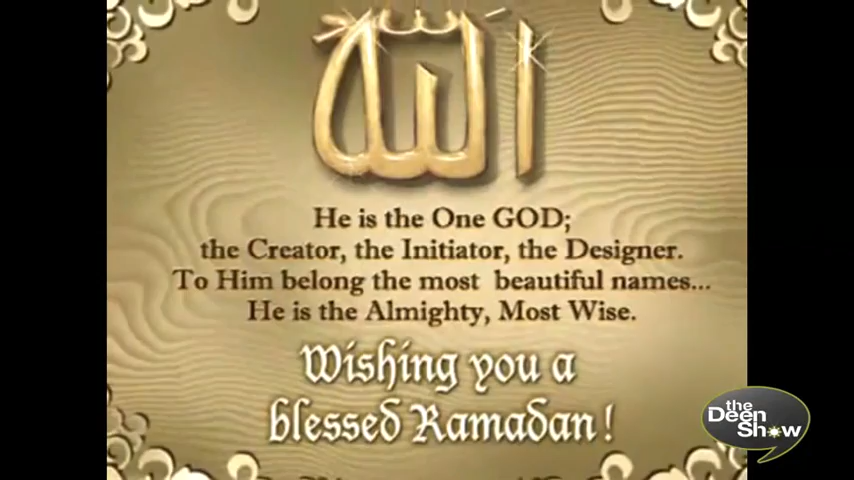 الله
He is the One GOD;
the Creator, the Initiator, the Designer.
To Him belong the most beautiful names...
He is the Almighty, Most Wise.
Wishing you a
blessed Ramadan!
the
Deen
Show